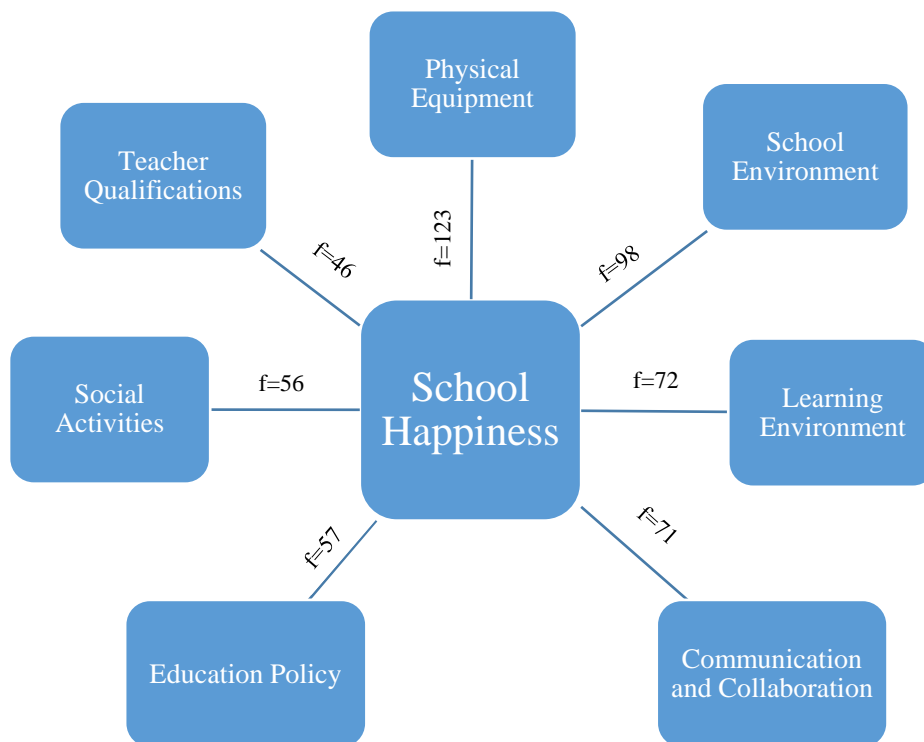 Physical
Equipment
Teacher
Qualifications
School
Environment
f=123
f=46
f=98
School
Happiness
Social
Activities
f=56
f=72
Learning
Environment
f=57
f=71
Education Policy
Communication
and Collaboration